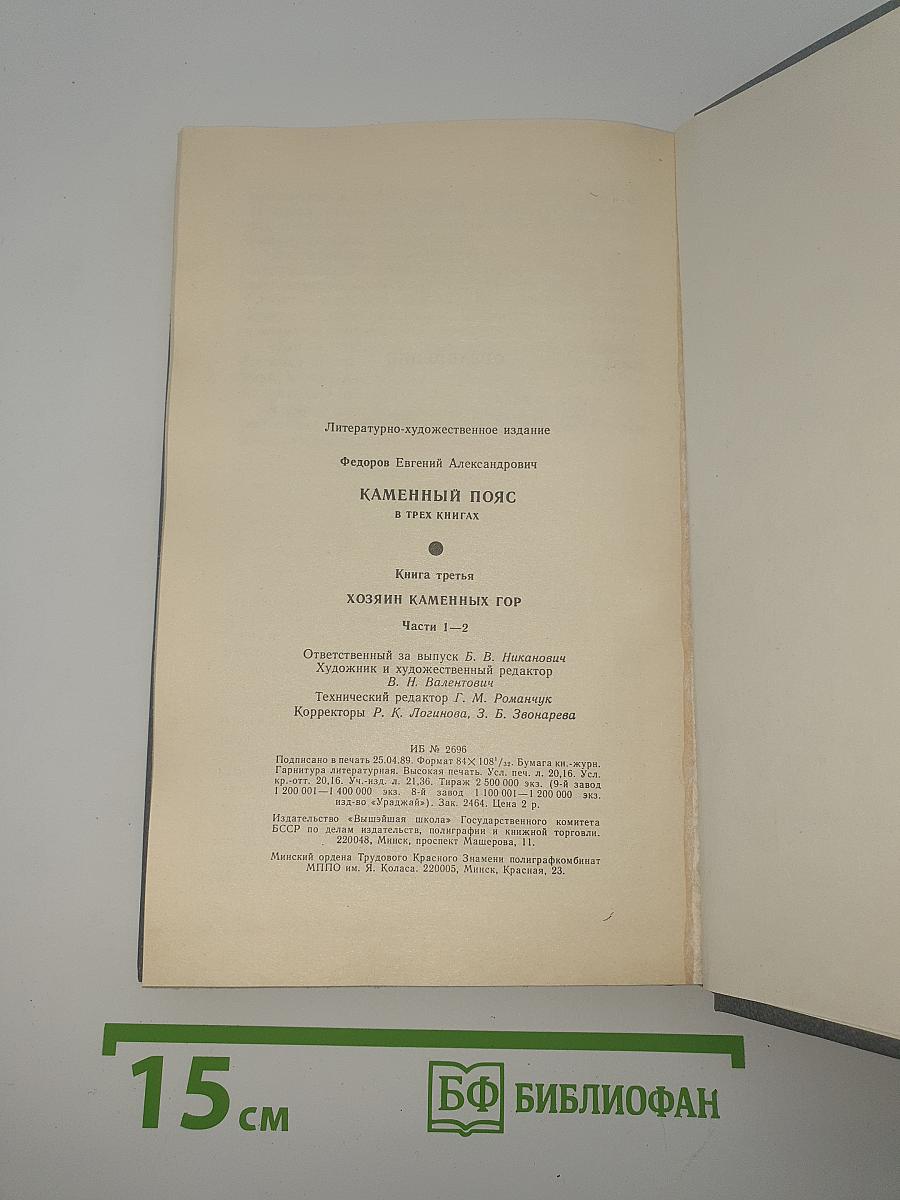 Литературно-художественное издание
Федоров Евгений Александрович
КАМЕННЫЙ ПОЯС
В ТРЕХ КНИГАХ
Книга третья
ХОЗЯИН КАМЕННЫХ ГОР
Части 1—2
Ответственный за выпуск Б. В. Никанович
Художник и художественный редактор
В. Н. Валентович
Технический редактор Г. М. Романчук
Корректоры Р. К. Логинова, З. Б. Звонарева
ИБ № 2696
Подписано в печать 25.04.89. Формат 84×108¹/₃₂. Бумага кн.-журн.
Гарнитура литературная. Высокая печать. Усл. печ. л. 20,16. Усл.
кр.-отт. 20,16. Уч.-изд. л. 21,36. Тираж 2 500 000 экз. (9-й завод
1 200 001—1 400 000 экз. 8-й завод 1 100 001—1 200 000 экз.
изд-во «Ураджай»). Зак. 2464. Цена 2 р.
Издательство «Вышэйшая школа» Государственного комитета
БССР по делам издательств, полиграфии и книжной торговли.
220048, Минск, проспект Машерова, 11.
Минский ордена Трудового Красного Знамени полиграфкомбинат
МППО им. Я. Коласа. 220005, Минск, Красная, 23.
15 см
БФ БИБЛИОФАН